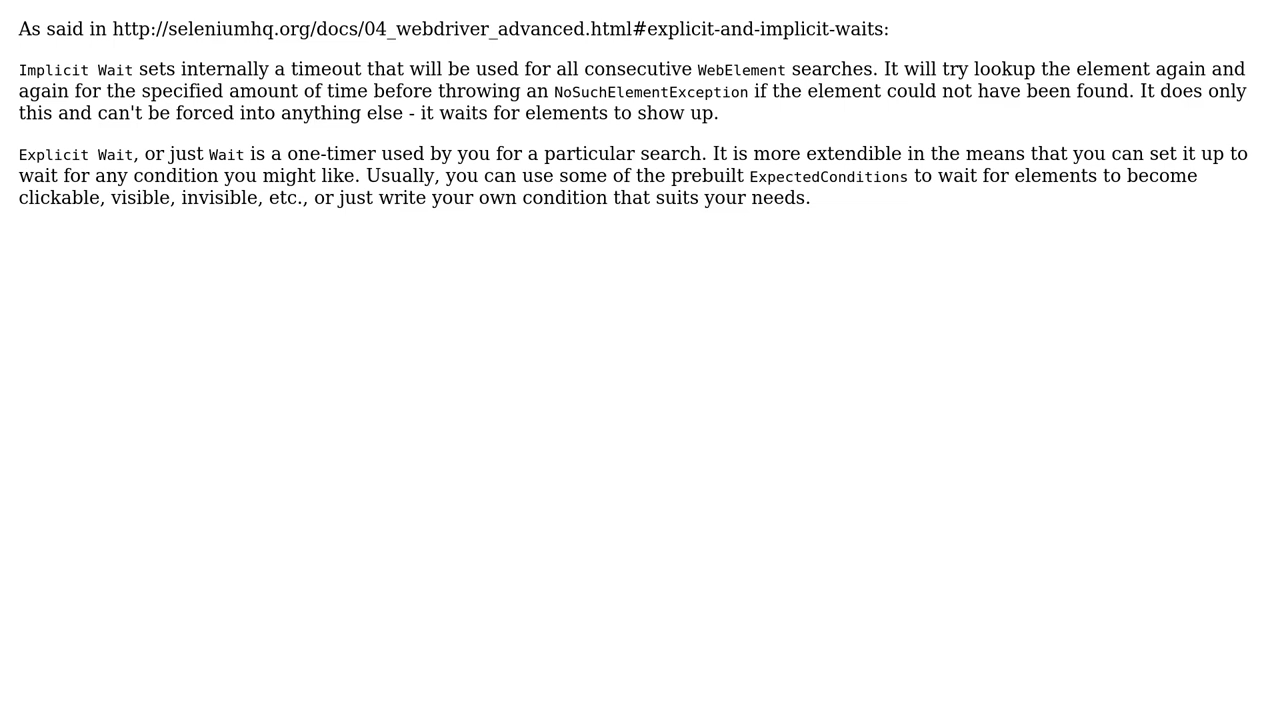 As said in http://seleniumhq.org/docs/04_webdriver_advanced.html#explicit-and-implicit-waits:
Implicit Wait sets internally a timeout that will be used for all consecutive WebElement searches. It will try lookup the element again and
again for the specified amount of time before throwing an NoSuchElementException if the element could not have been found. It does only
this and can't be forced into anything else - it waits for elements to show up.
Explicit Wait, or just Wait is a one-timer used by you for a particular search. It is more extendible in the means that you can set it up to
wait for any condition you might like. Usually, you can use some of the prebuilt ExpectedConditions to wait for elements to become
clickable, visible, invisible, etc., or just write your own condition that suits your needs.